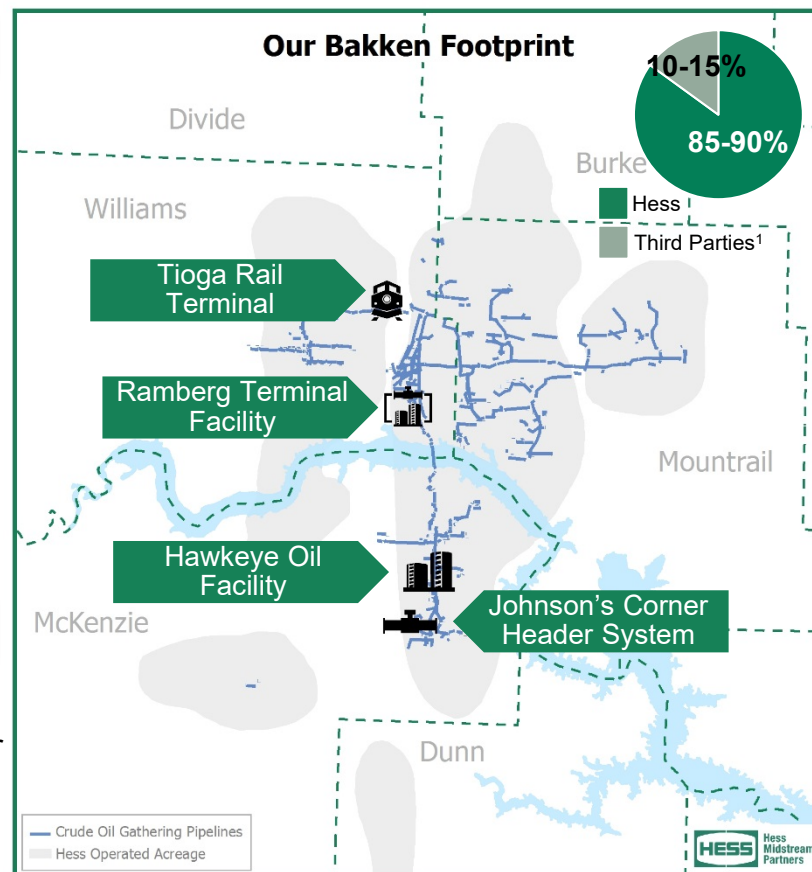 Our Bakken Footprint
10-15%
85-90%
Hess
Third Parties¹
Divide
Burke
Williams
Tioga Rail
Terminal
Ramberg Terminal
Facility
Mountrail
Hawkeye Oil
Facility
McKenzie
Johnson's Corner
Header System
Dunn
Crude Oil Gathering Pipelines
Hess Operated Acreage
HESS
Hess
Midstream
Partners